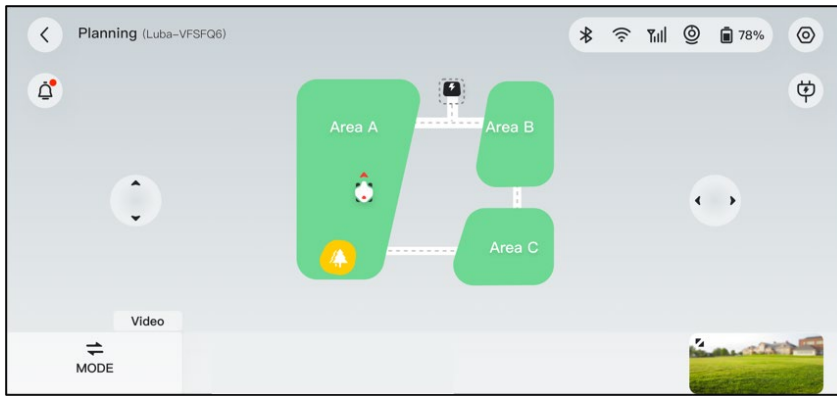 Planning (Luba-VFSFQ6)
78%
Area A
Area B
Area C
Video
MODE